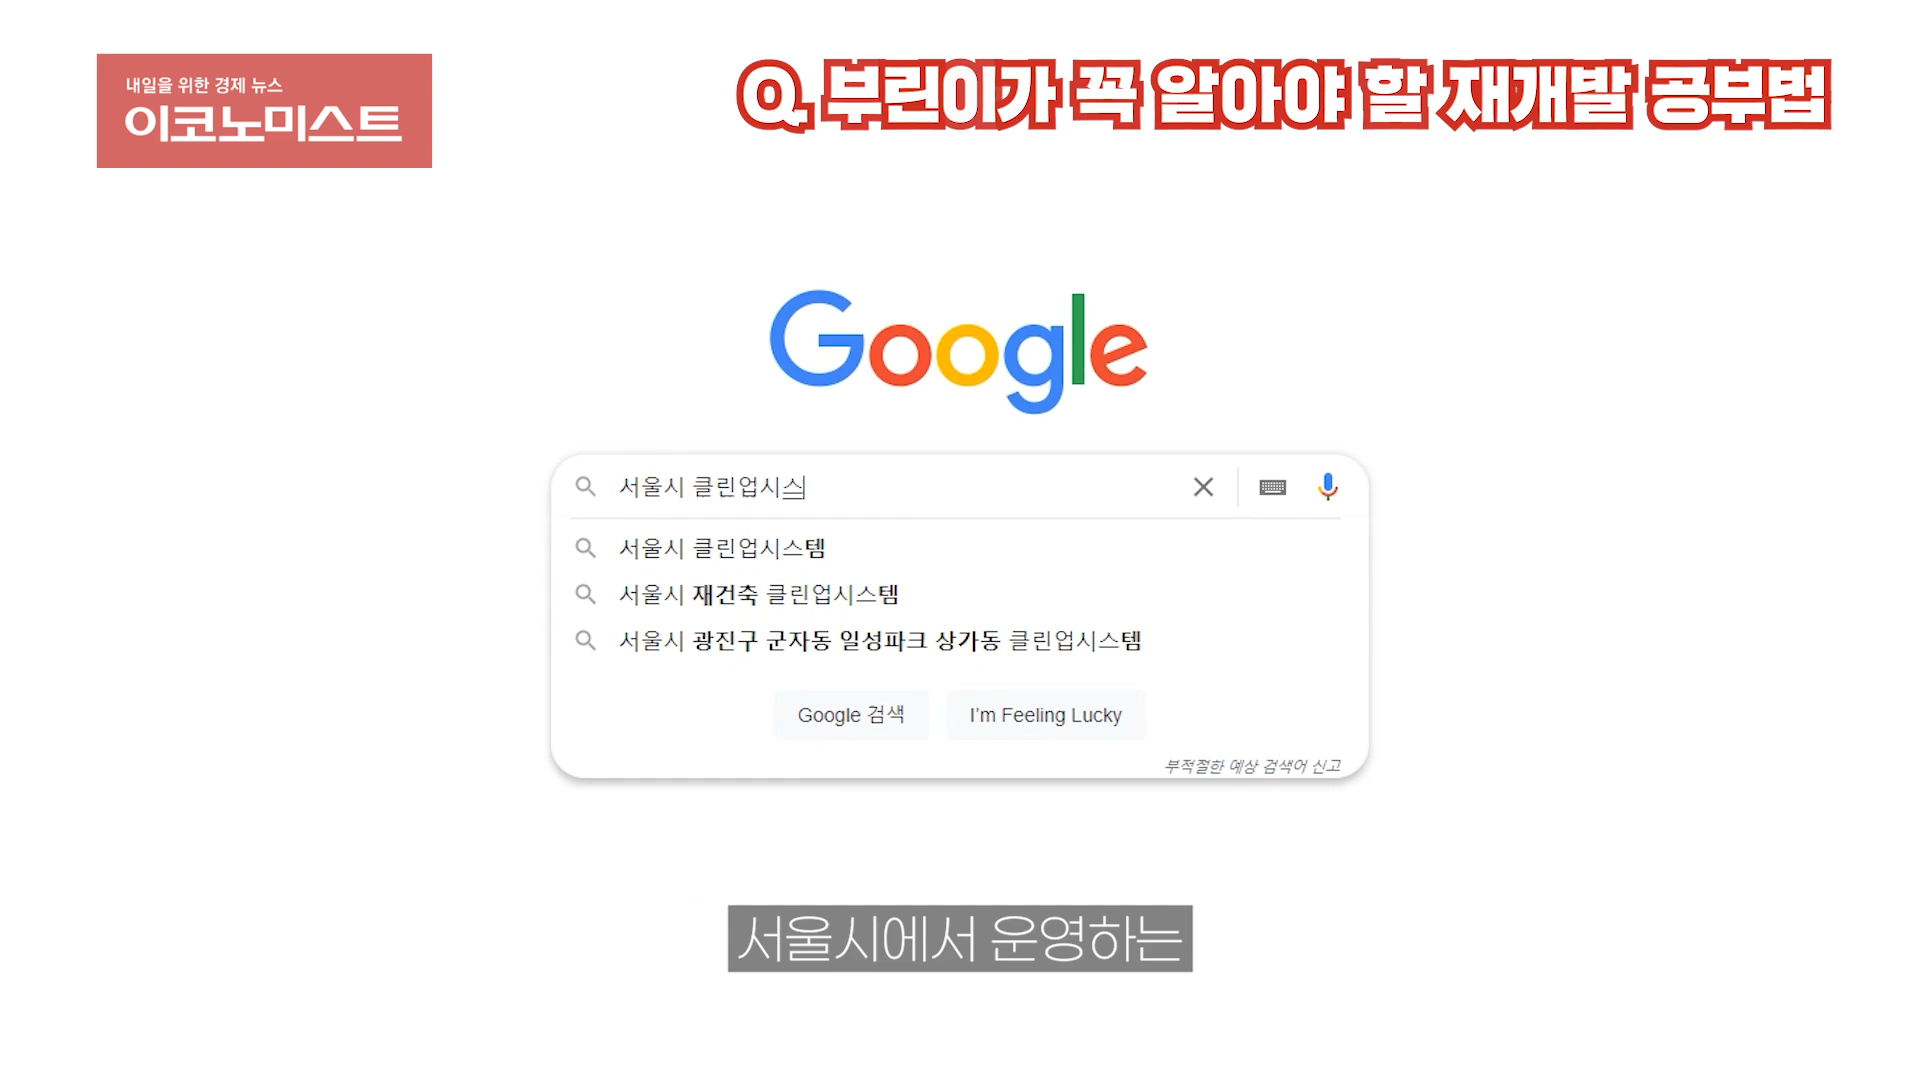 내일을 위한 경제 뉴스
이코노미스트
Q. 부린이가 꼭 알아야 할 재개발 공부법
Google
서울시 클린업시스
서울시 클린업시스템
서울시 재건축 클린업시스템
서울시 광진구 군자동 일성파크 상가동 클린업시스템
Google 검색
I'm Feeling Lucky
부적절한 예상 검색어 신고
서울시에서 운영하는